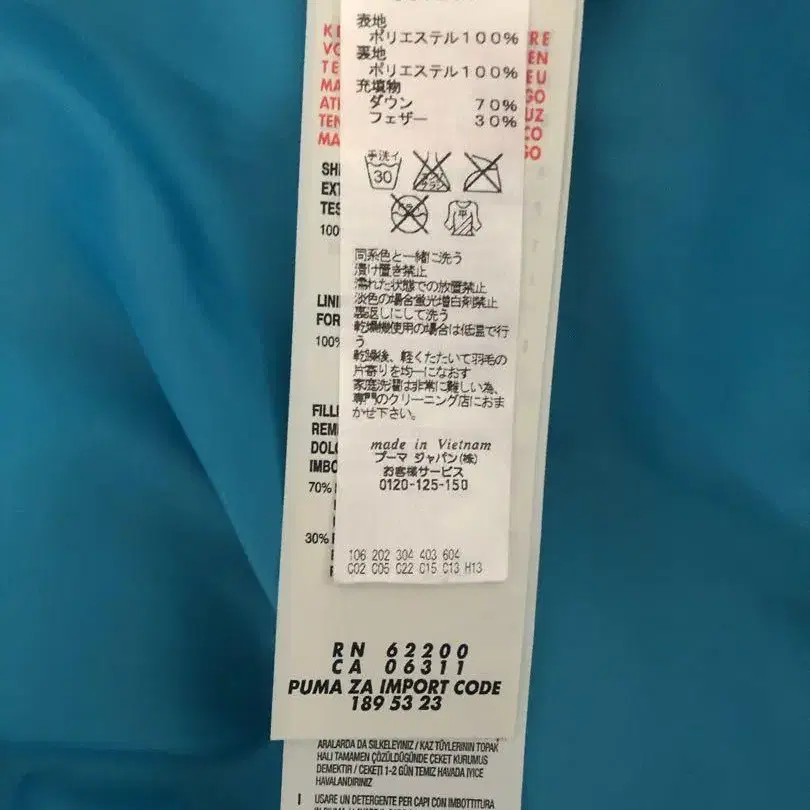 表地
ポリエステル100%
裏地
ポリエステル100%
充填物
ダウン 70%
フェザー 30%
手洗イ
30
同系色と一緒に洗う
漬け置き禁止
濡れた状態での放置禁止
淡色の場合蛍光増白剤禁止
裏返しにして洗う
乾燥機使用の場合は低温で行
う
乾燥後、軽くたたいて羽毛の
片寄りを均一になおす
家庭洗濯は非常に難しい為、
専門のクリーニング店におま
かせ下さい。
made in Vietnam
プーマ ジャパン(株)
お客様サービス
0120-125-150
106 202 304 403 604
C02 C05 C22 C15 C13 H13
70%
30%
RN 62200
CA 06311
PUMA ZA IMPORT CODE
189 53 23
ARALARDA DA SILKELEYINIZ / KAZ TÜYLERININ TOPAK
HALI TAMAMEN ÇÖZÜLDÜĞÜNDE CEKET KURUMUS
DEMEKTIR / CEKETI 1-2 GÜN TEMIZ HAVADA IYICE
HAVALANDIRINIZ
I USARE UN DETERGENTE PER CAPI CON IMBOTTITURA